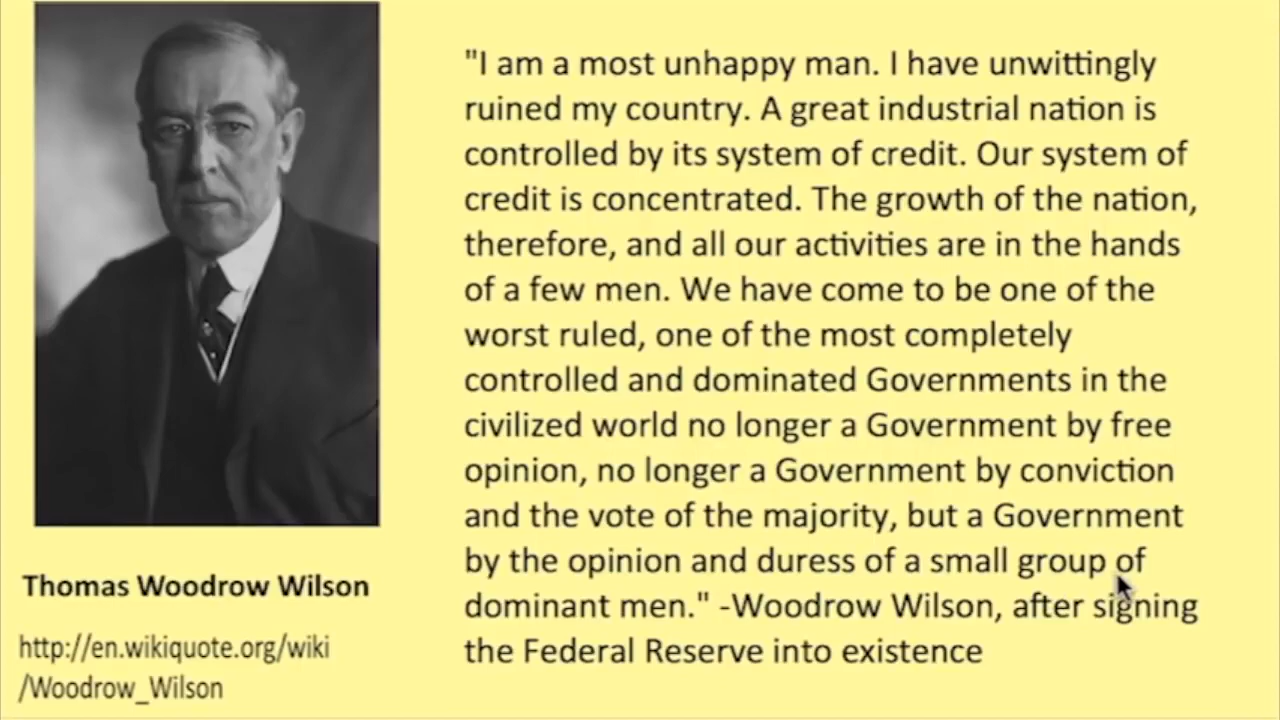 "I am a most unhappy man. I have unwittingly
ruined my country. A great industrial nation is
controlled by its system of credit. Our system of
credit is concentrated. The growth of the nation,
therefore, and all our activities are in the hands
of a few men. We have come to be one of the
worst ruled, one of the most completely
controlled and dominated Governments in the
civilized world no longer a Government by free
opinion, no longer a Government by conviction
and the vote of the majority, but a Government
by the opinion and duress of a small group of
dominant men." -Woodrow Wilson, after signing
the Federal Reserve into existence
Thomas Woodrow Wilson
http://en.wikiquote.org/wiki
/Woodrow_Wilson